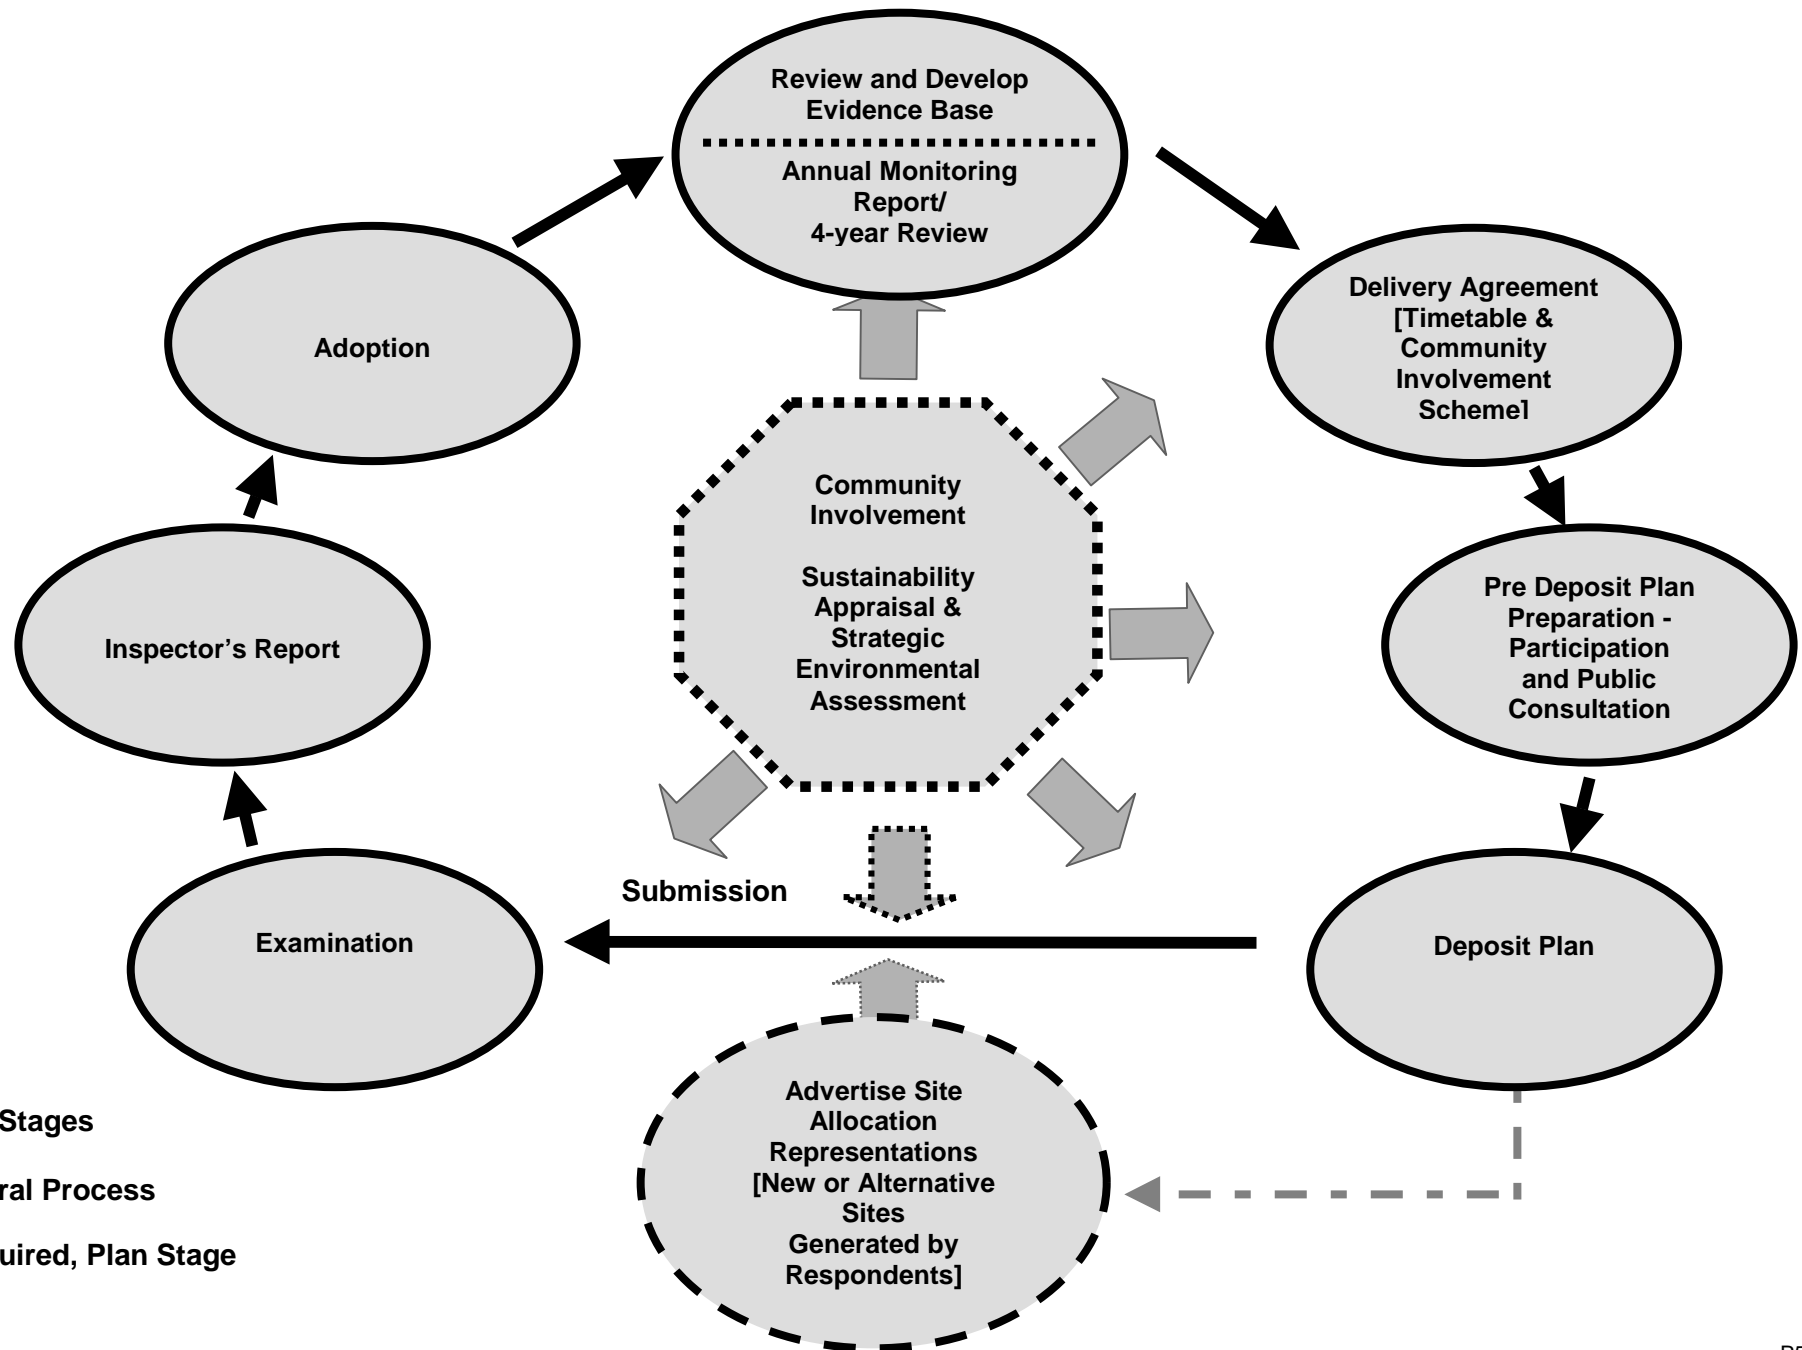 Review and Develop
Evidence Base
Annual Monitoring
Report/
4-year Review
Delivery Agreement
[Timetable &
Community
Involvement
Scheme]
Adoption
Community
Involvement
Sustainability
Appraisal &
Strategic
Environmental
Assessment
Pre Deposit Plan
Preparation -
Participation
and Public
Consultation
Inspector’s Report
Submission
Examination
Deposit Plan
Advertise Site
Allocation
Representations
[New or Alternative
Sites
Generated by
Respondents]
Stages
Process
Plan Stage